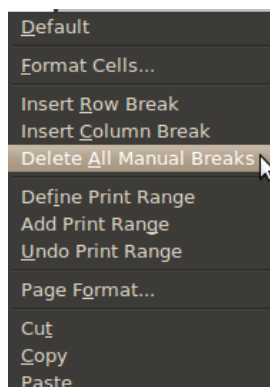 Default
Format Cells...
Insert Row Break
Insert Column Break
Delete All Manual Breaks
Define Print Range
Add Print Range
Undo Print Range
Page Format...
Cut
Copy
Paste